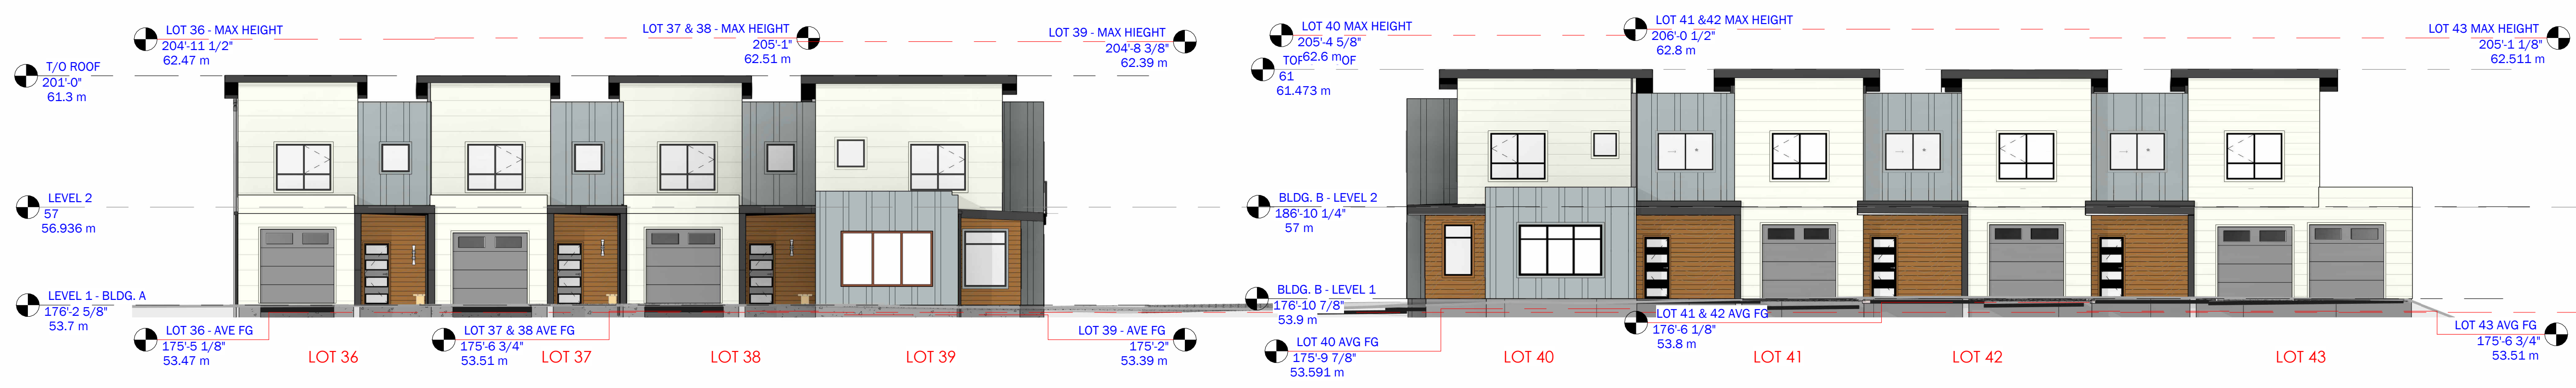 LOT 36 - MAX HEIGHT
204'-11 1/2"
62.47 m
LOT 37 & 38 - MAX HEIGHT
205'-1"
62.51 m
LOT 39 - MAX HIEGHT
204'-8 3/8"
62.39 m
T/O ROOF
201'-0"
61.3 m
LEVEL 2
57
56.936 m
LEVEL 1 - BLDG. A
176'-2 5/8"
53.7 m
LOT 36 - AVE FG
175'-5 1/8"
53.47 m
LOT 37 & 38 AVE FG
175'-6 3/4"
53.51 m
LOT 39 - AVE FG
175'-2"
53.39 m
LOT 36
LOT 37
LOT 38
LOT 39
LOT 40 MAX HEIGHT
205'-4 5/8"
62.6 m
61
61.473 m
LOT 41 &42 MAX HEIGHT
206'-0 1/2"
62.8 m
LOT 43 MAX HEIGHT
205'-1 1/8"
62.511 m
BLDG. B - LEVEL 2
186'-10 1/4"
57 m
BLDG. B - LEVEL 1
176'-10 7/8"
53.9 m
LOT 40 AVG FG
175'-9 7/8"
53.591 m
LOT 41 & 42 AVG FG
176'-6 1/8"
53.8 m
LOT 43 AVG FG
175'-6 3/4"
53.51 m
LOT 40
LOT 41
LOT 42
LOT 43